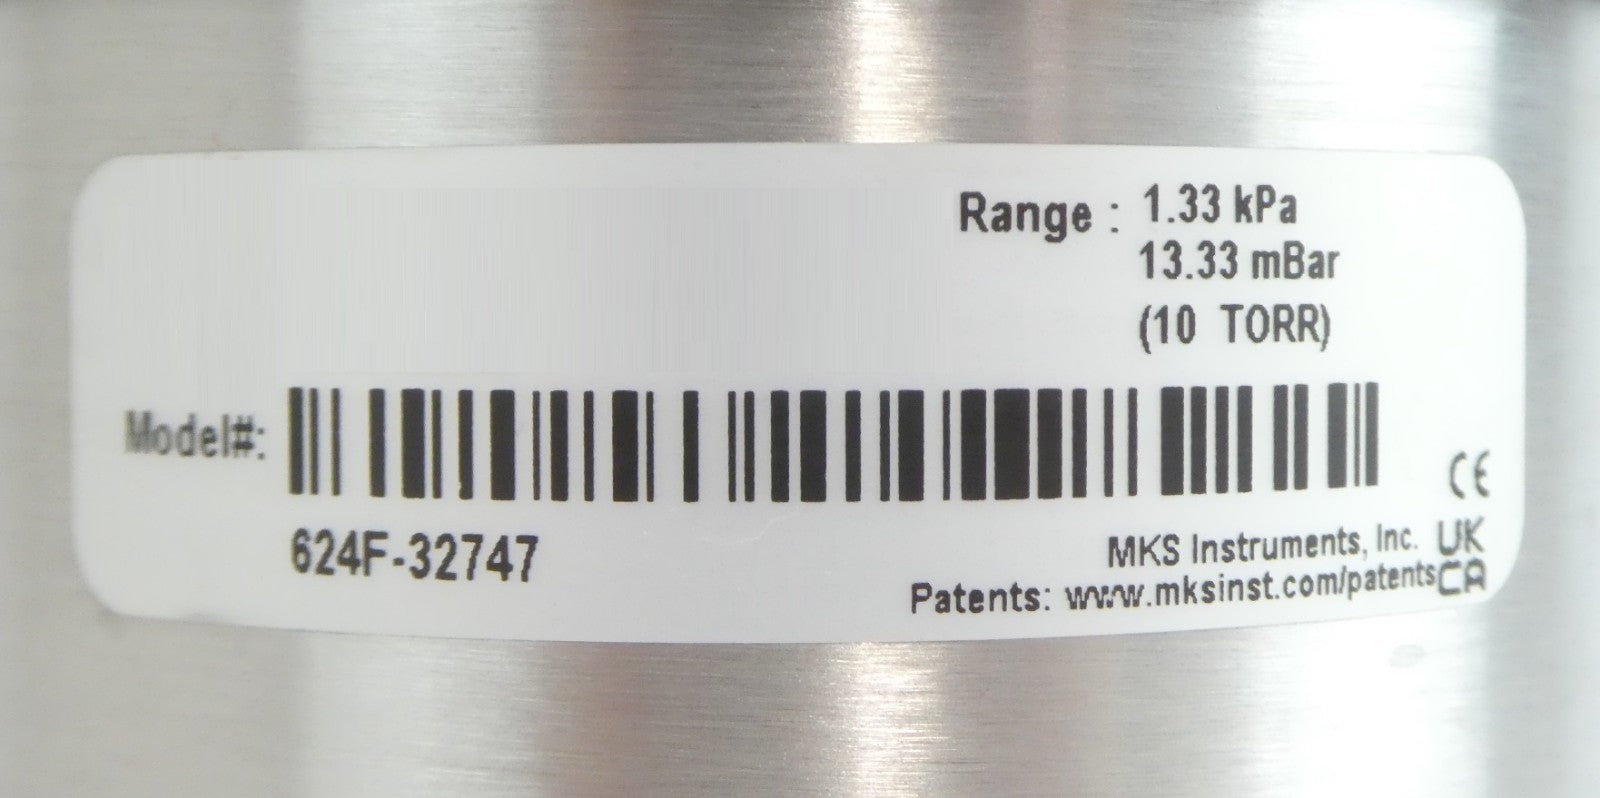 Range : 1.33 kPa
13.33 mBar
(10 TORR)
Model#:
624F-32747
CE
MKS Instruments, Inc. UK
Patents: www.mksinst.com/patents CA